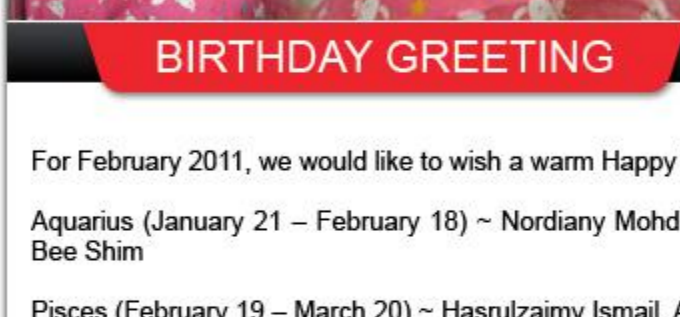 BIRTHDAY GREETING
For February 2011, we would like to wish a warm Happy
Aquarius (January 21 – February 18) ~ Nordiany Mohd
Bee Shim
Pisces (February 19 – March 20) ~ Hasrulzaimy Ismail, A